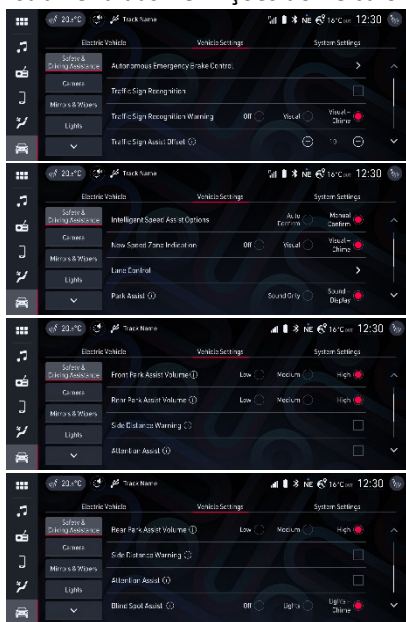 20.5°C Track Name NE 16°C OUT 12:30
Electric Vehicle Vehicle Settings System Settings
Safety &
Driving Assistance
Camera
Mirrors & Wipers
Lights
Autonomous Emergency Brake Control
Traffic Sign Recognition
Traffic Sign Recognition Warning Off Visual Visual +
Chime
Traffic Sign Assist Offset 10
20.5°C Track Name NE 16°C OUT 12:30
Electric Vehicle Vehicle Settings System Settings
Safety &
Driving Assistance
Camera
Mirrors & Wipers
Lights
Intelligent Speed Assist Options Auto
Confirm Manual
Confirm
New Speed Zone Indication Off Visual Visual +
Chime
Lane Control
Park Assist Sound Only Sound +
Display
20.5°C Track Name NE 16°C OUT 12:30
Electric Vehicle Vehicle Settings System Settings
Safety &
Driving Assistance
Camera
Mirrors & Wipers
Lights
Front Park Assist Volume Low Medium High
Rear Park Assist Volume Low Medium High
Side Distance Warning
Attention Assist
20.5°C Track Name NE 16°C OUT 12:30
Electric Vehicle Vehicle Settings System Settings
Safety &
Driving Assistance
Camera
Mirrors & Wipers
Lights
Rear Park Assist Volume Low Medium High
Side Distance Warning
Attention Assist
Blind Spot Assist Off Lights Lights +
Chime